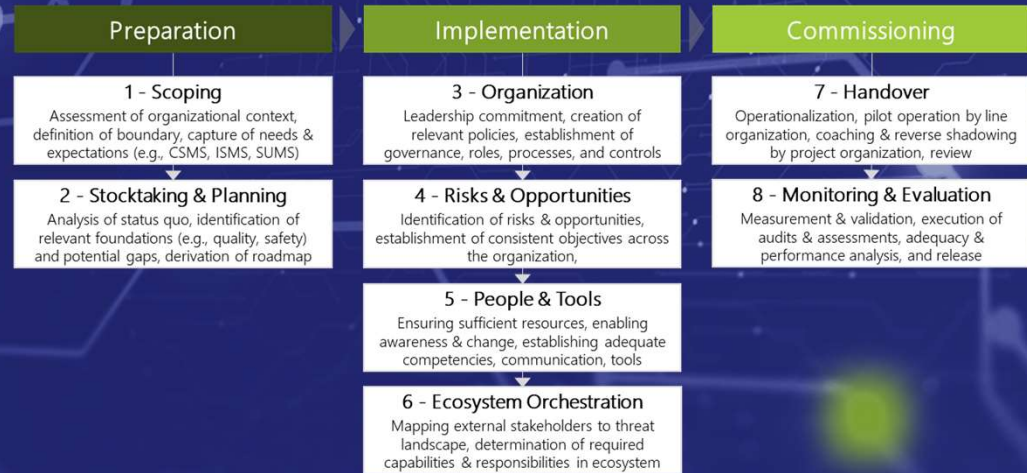 Preparation
Implementation
Commissioning
1 - Scoping
Assessment of organizational context,
definition of boundary, capture of needs &
expectations (e.g., CSMS, ISMS, SUMS)
2 - Stocktaking & Planning
Analysis of status quo, identification of
relevant foundations (e.g., quality, safety)
and potential gaps, derivation of roadmap
3 - Organization
Leadership commitment, creation of
relevant policies, establishment of
governance, roles, processes, and controls
4 - Risks & Opportunities
Identification of risks & opportunities,
establishment of consistent objectives across
the organization,
5 - People & Tools
Ensuring sufficient resources, enabling
awareness & change, establishing adequate
competencies, communication, tools
6 - Ecosystem Orchestration
Mapping external stakeholders to threat
landscape, determination of required
capabilities & responsibilities in ecosystem
7 - Handover
Operationalization, pilot operation by line
organization, coaching & reverse shadowing
by project organization, review
8 - Monitoring & Evaluation
Measurement & validation, execution of
audits & assessments, adequacy &
performance analysis, and release